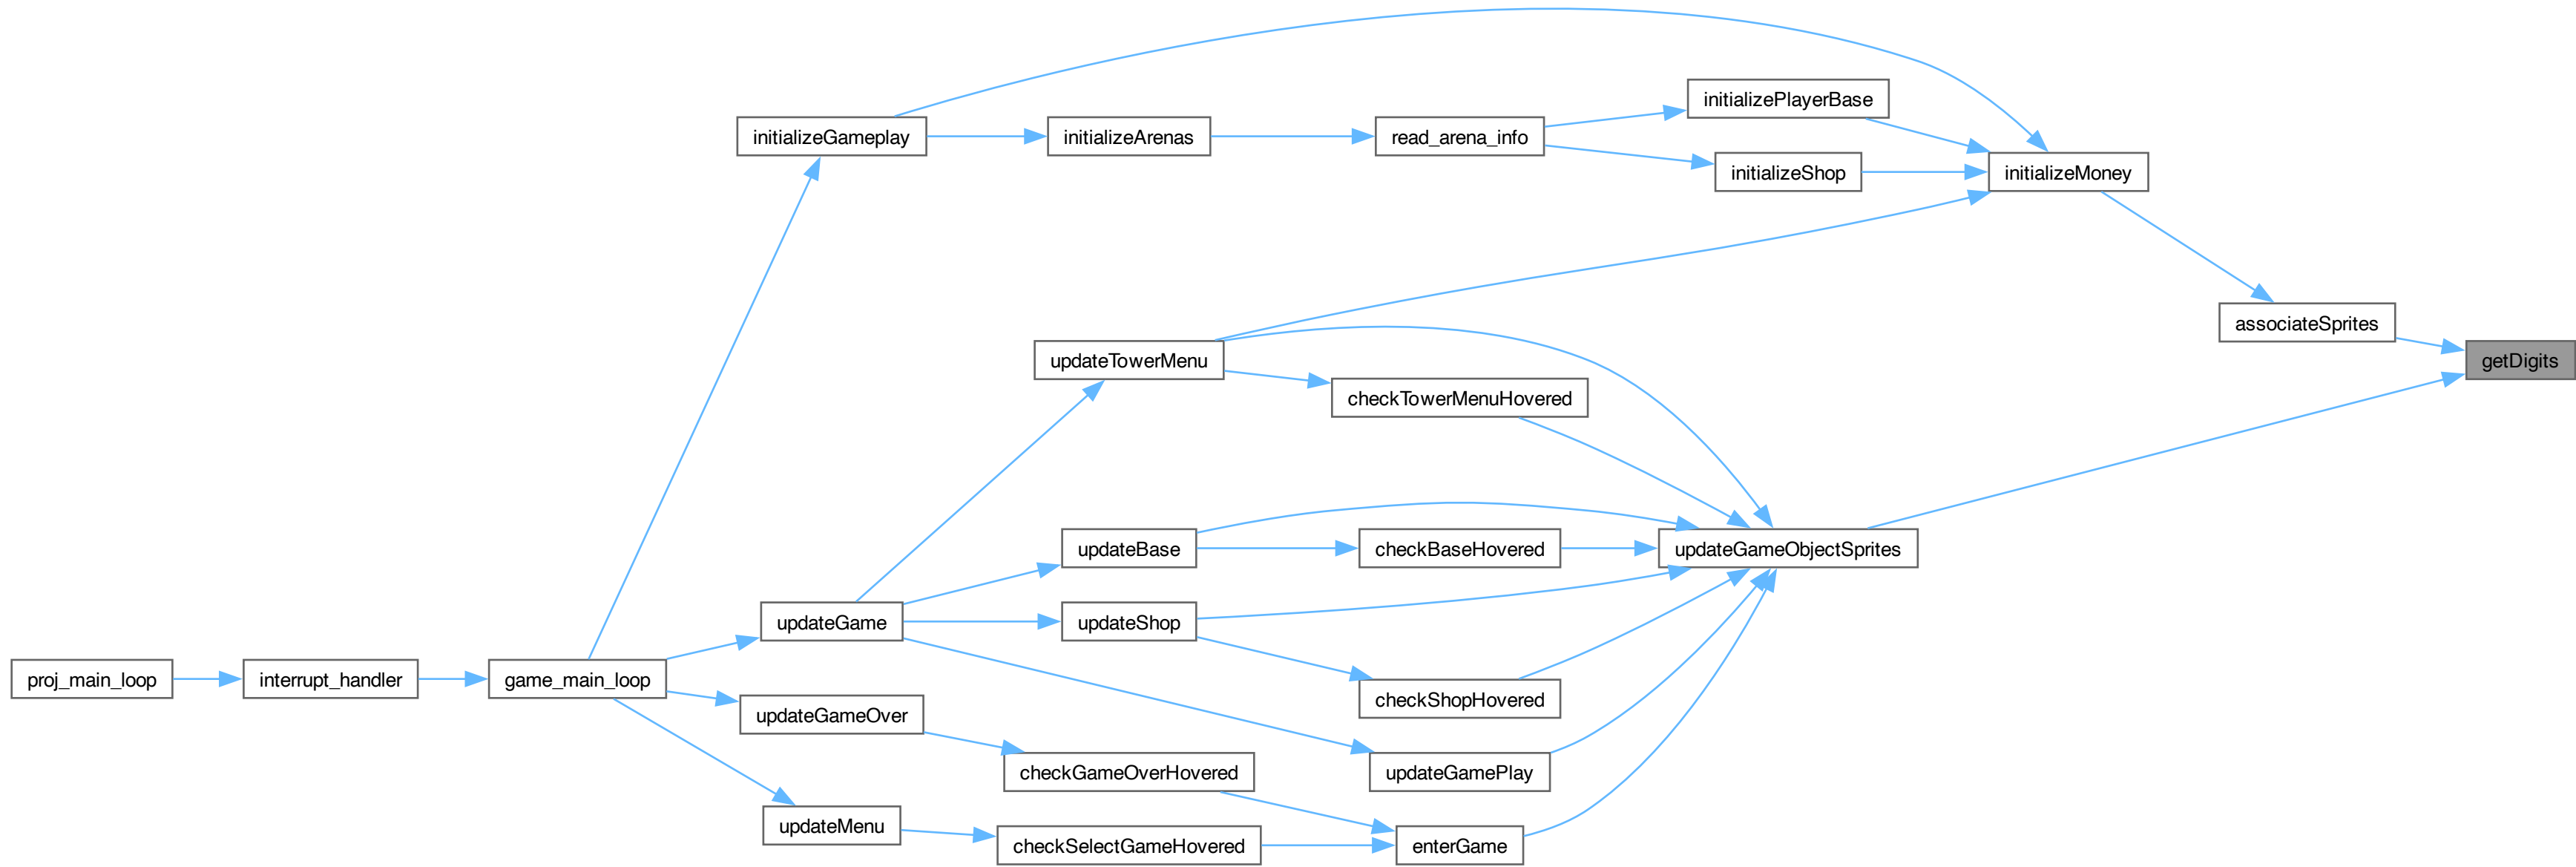 initializePlayerBase
initializeGameplay
initializeArenas
read_arena_info
initializeShop
initializeMoney
associateSprites
updateTowerMenu
getDigits
checkTowerMenuHovered
updateBase
checkBaseHovered
updateGameObjectSprites
updateGame
updateShop
proj_main_loop
interrupt_handler
game_main_loop
checkShopHovered
updateGameOver
checkGameOverHovered
updateGamePlay
updateMenu
checkSelectGameHovered
enterGame